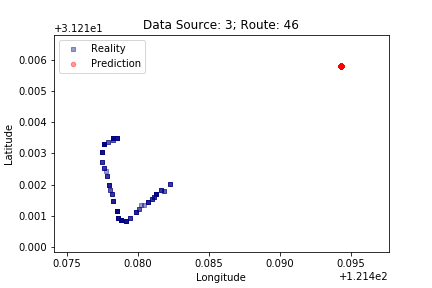 Data Source: 3; Route: 46
+3.121e1
Reality
Prediction
0.006
0.005
0.004
0.003
0.002
0.001
0.000
Latitude
0.075 0.080 0.085 0.090 0.095
Longitude
+1.214e2